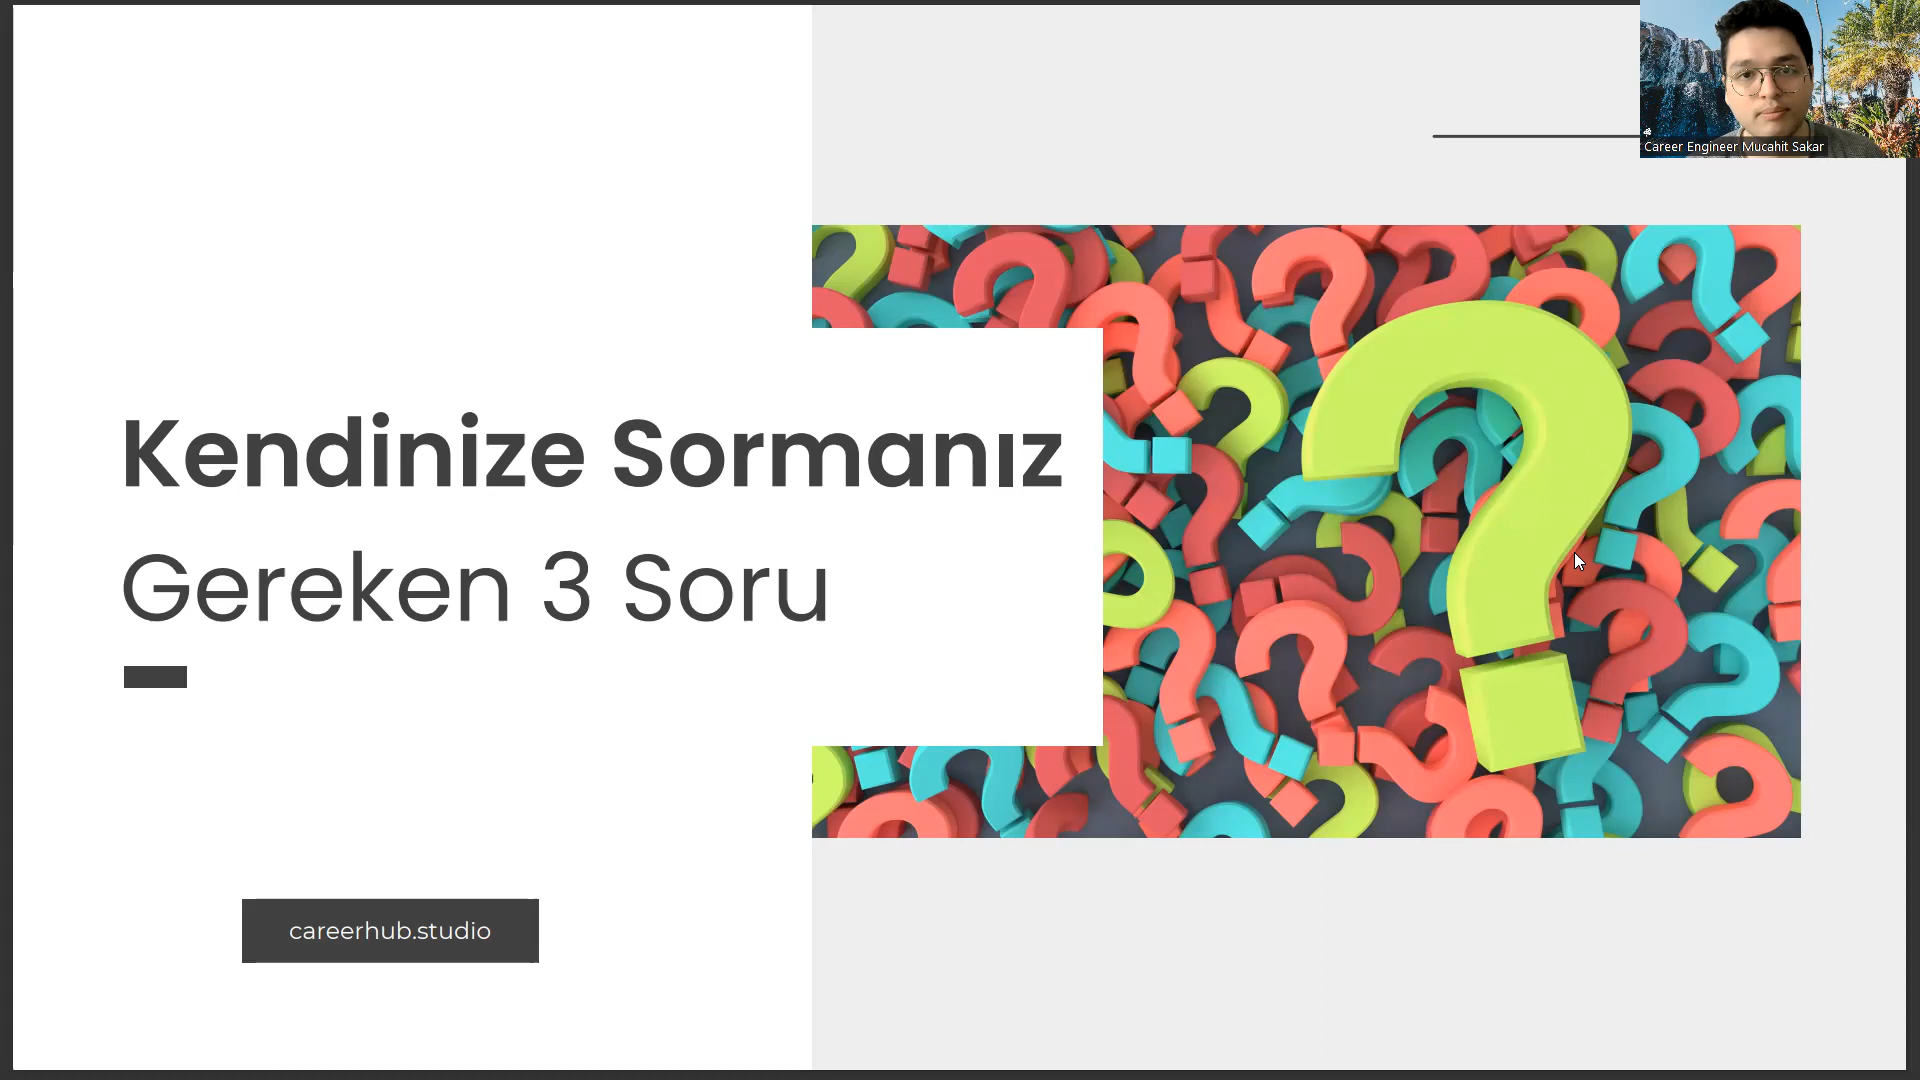 Career Engineer Mucahit Sakar
Kendinize Sormanız
Gereken 3 Soru
careerhub.studio